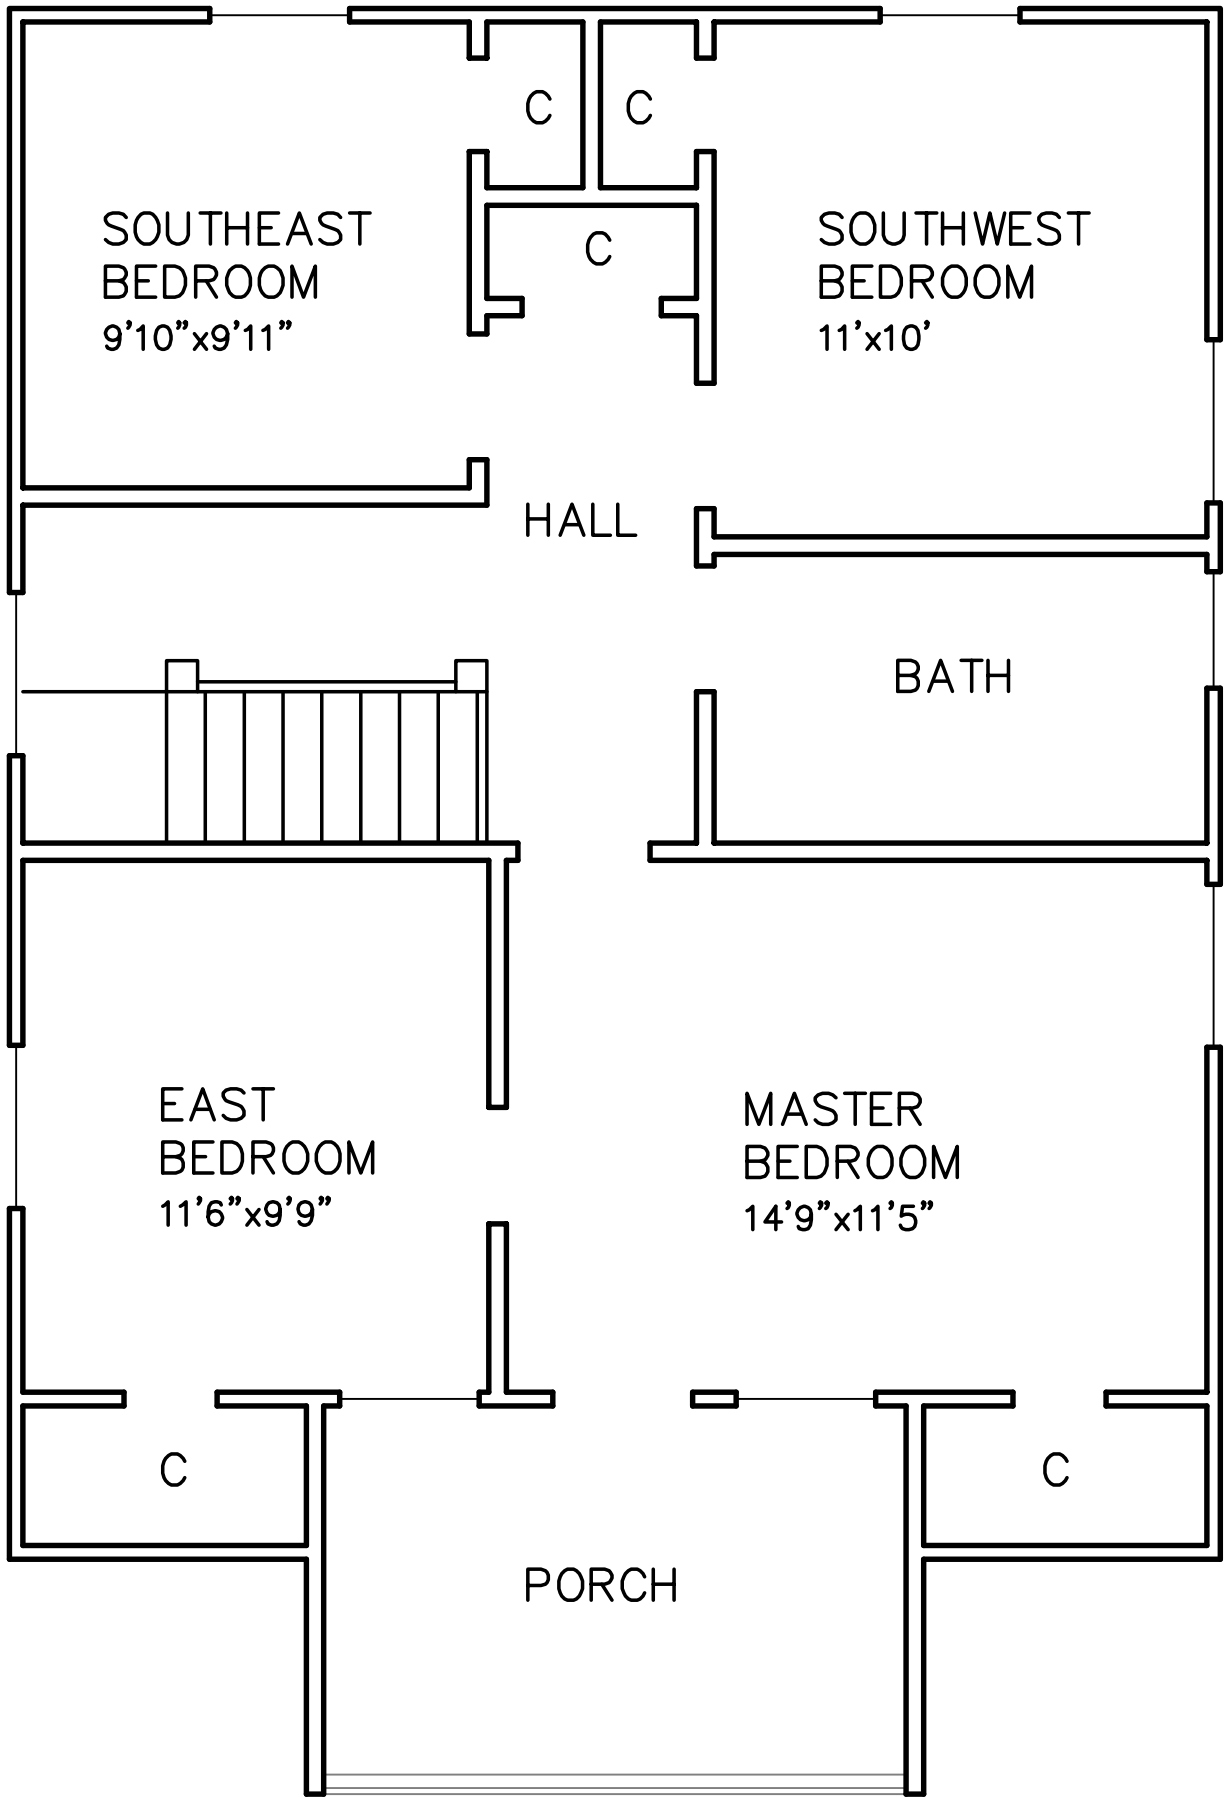 C
C
SOUTHEAST
BEDROOM
9'10"x9'11"
C
SOUTHWEST
BEDROOM
11'x10'
HALL
BATH
EAST
BEDROOM
11'6"x9'9"
MASTER
BEDROOM
14'9"x11'5"
C
C
PORCH